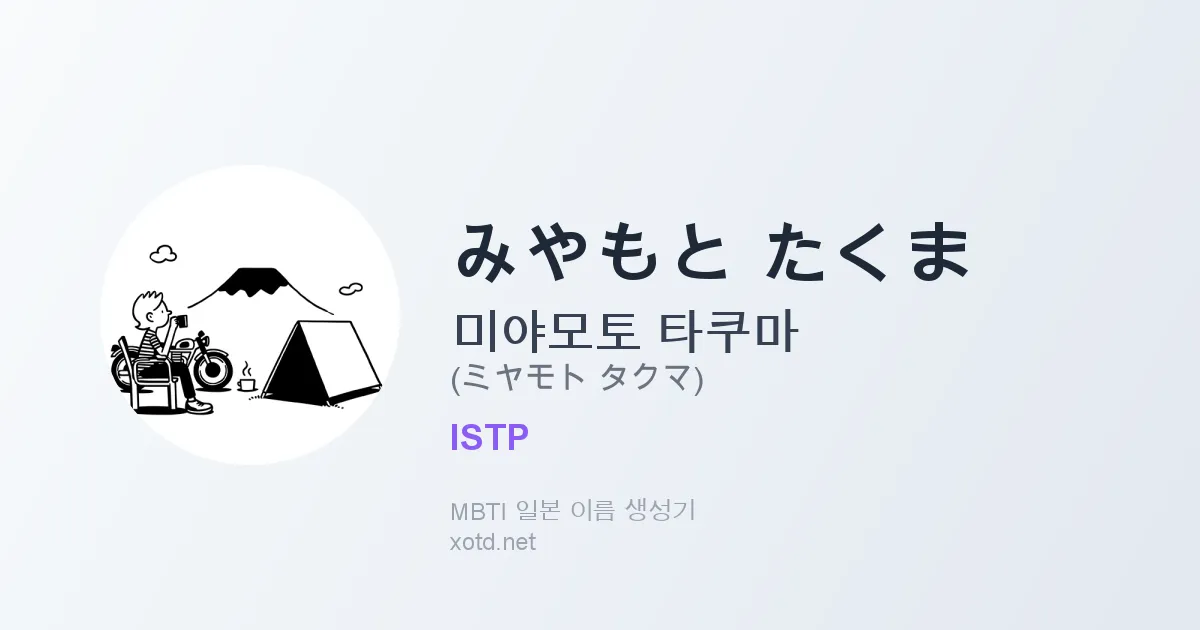 みやもと たくま
미야모토 타쿠마
(ミヤモト タクマ)
ISTP
MBTI 일본 이름 생성기
xotd.net